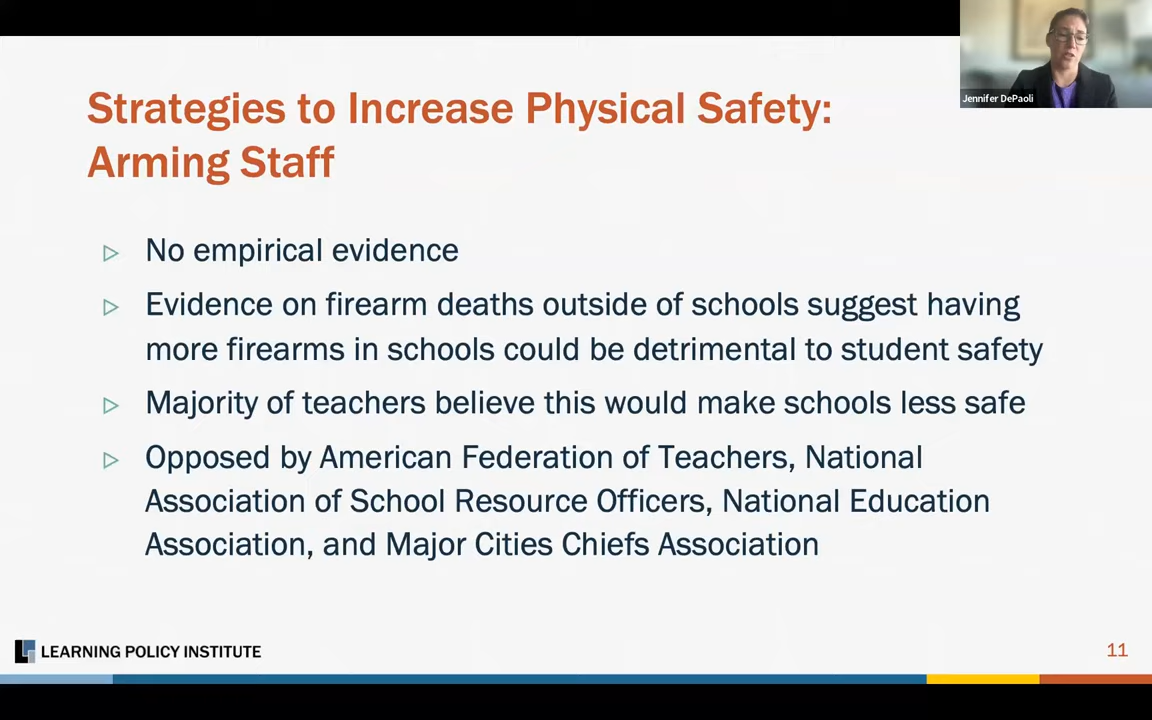 Jennifer DePaoli
Strategies to Increase Physical Safety:
Arming Staff
No empirical evidence
Evidence on firearm deaths outside of schools suggest having
more firearms in schools could be detrimental to student safety
Majority of teachers believe this would make schools less safe
Opposed by American Federation of Teachers, National
Association of School Resource Officers, National Education
Association, and Major Cities Chiefs Association
LEARNING POLICY INSTITUTE
11